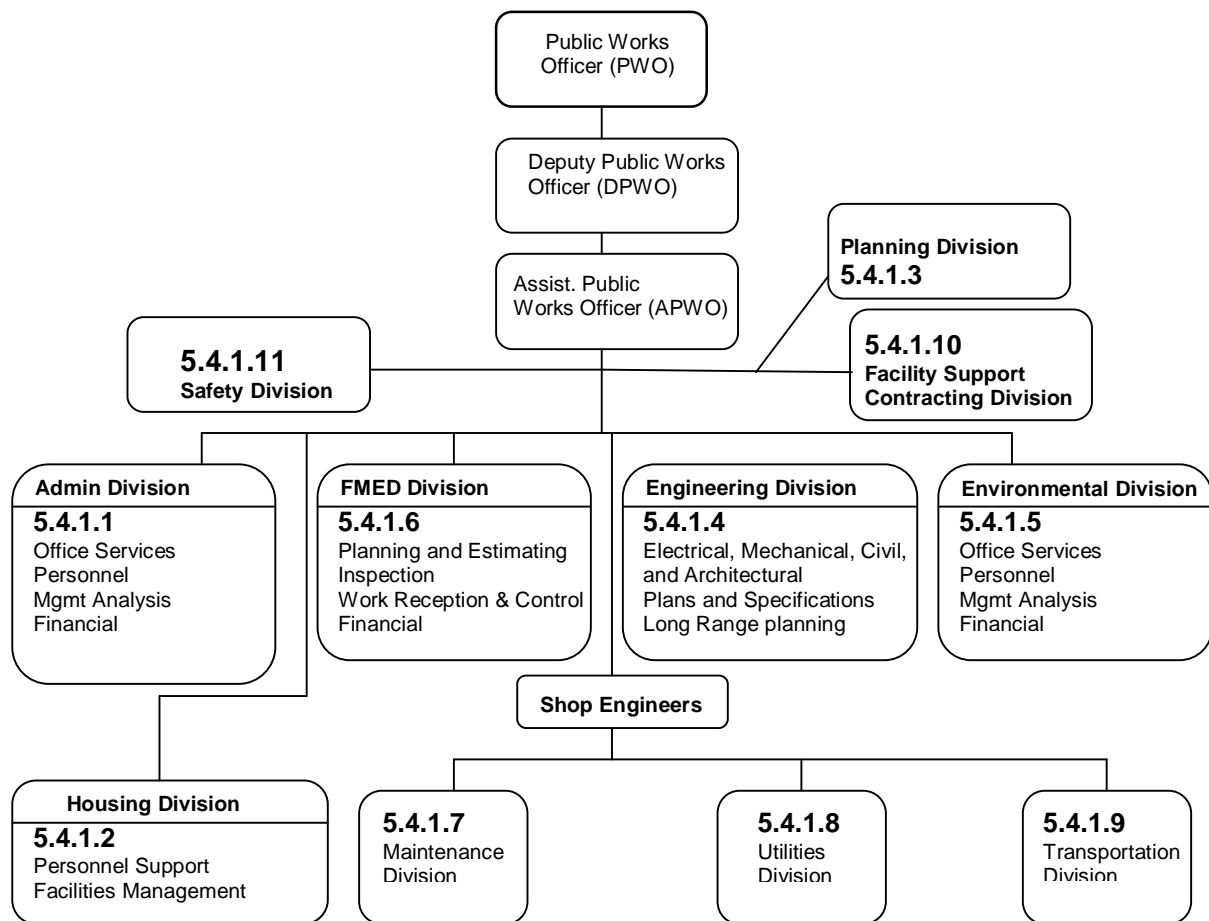 Public Works
Officer (PWO)
Deputy Public Works
Officer (DPWO)
Assist. Public
Works Officer (APWO)
Planning Division
5.4.1.3
5.4.1.11
Safety Division
5.4.1.10
Facility Support
Contracting Division
Admin Division
5.4.1.1
Office Services
Personnel
Mgmt Analysis
Financial
FMED Division
5.4.1.6
Planning and Estimating
Inspection
Work Reception & Control
Financial
Engineering Division
5.4.1.4
Electrical, Mechanical, Civil,
and Architectural
Plans and Specifications
Long Range planning
Environmental Division
5.4.1.5
Office Services
Personnel
Mgmt Analysis
Financial
Shop Engineers
Housing Division
5.4.1.2
Personnel Support
Facilities Management
5.4.1.7
Maintenance
Division
5.4.1.8
Utilities
Division
5.4.1.9
Transportation
Division